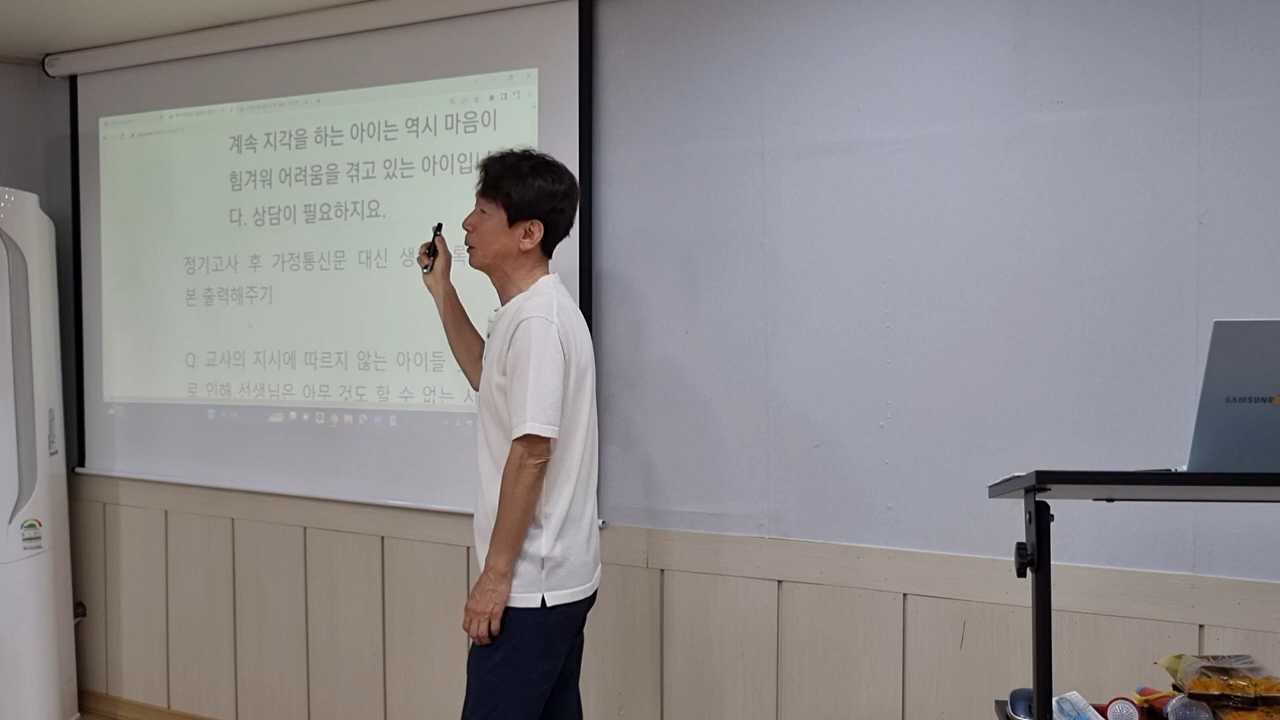 계속 지각을 하는 아이는 역시 마음이
힘겨워 어려움을 겪고 있는 아이입니
다. 상담이 필요하지요.
정기고사 후 가정통신문 대신
본 출력해주기
Q: 교사의 지시에 따르지 않는 아이들
로 인해 선생님은 아무 것도 할 수 없는
SAMSUNG